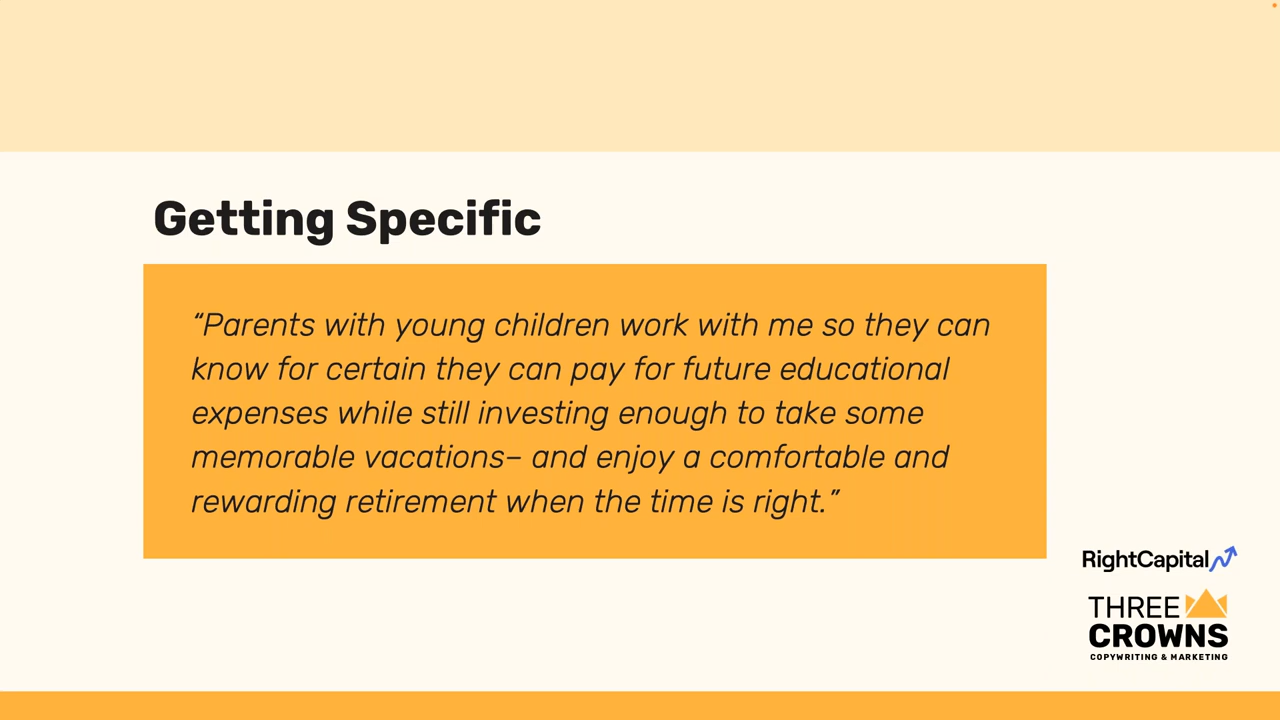 Getting Specific
“Parents with young children work with me so they can
know for certain they can pay for future educational
expenses while still investing enough to take some
memorable vacations– and enjoy a comfortable and
rewarding retirement when the time is right.”
RightCapital
THREE
CROWNS
COPYWRITING & MARKETING